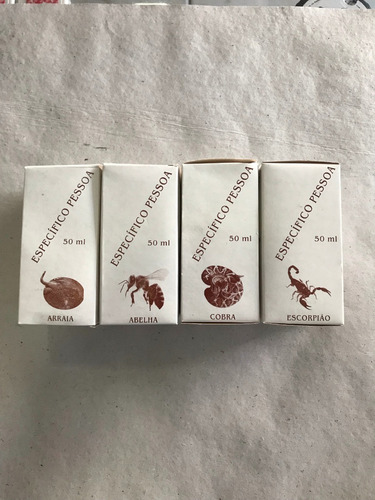 ESPECÍFICO PESSOA
50 ml
ARRAIA
ESPECÍFICO PESSOA
50 ml
ABELHA
ESPECÍFICO PESSOA
50 ml
COBRA
ESPECÍFICO PESSOA
50 ml
ESCORPIÃO